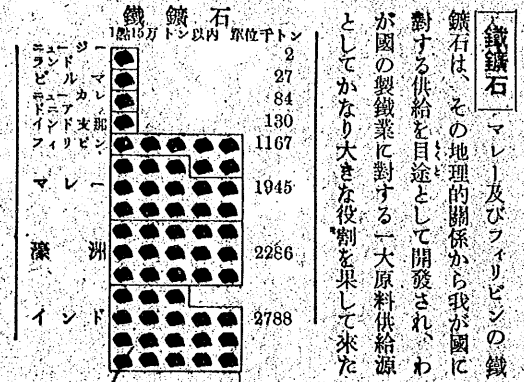 鐵鑛石 マレー及びフィリピンの鐵
鑛石は、その地理的關係から我が國に
對する供給を目途として開發され、わ
が國の製鐵業に對する一大原料供給源
としてかなり大きな役割を果して來た
鐵鑛石
1點15万トン以內 單位千トン
ニュージーランド 2
ビルマ 27
ニューカレドニア 84
インド支那 130
フィリピン 1167
マレー 1945
濠洲 2286
インド 2788